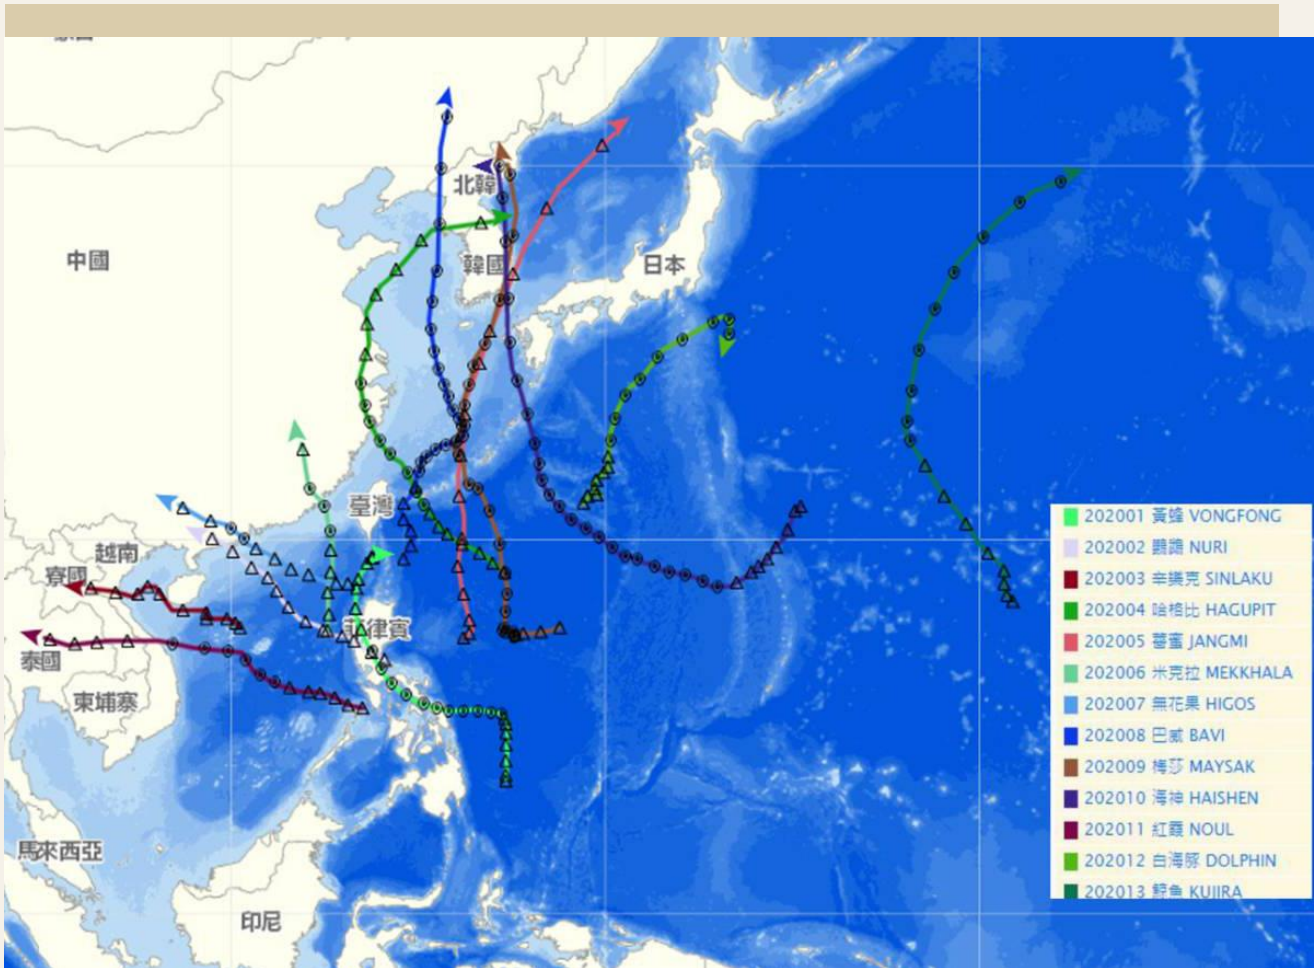 中國
北韓
韓國
日本
臺灣
越南
寮國
菲律賓
泰國
柬埔寨
馬來西亞
印尼
202001 黃蜂 VONGFONG
202002 鸚鵡 NURI
202003 辛樂克 SINLAKU
202004 哈格比 HAGUPIT
202005 薔蜜 JANGMI
202006 米克拉 MEKKHALA
202007 無花果 HIGOS
202008 巴威 BAVI
202009 梅莎 MAYSAK
202010 海神 HAISHEN
202011 紅霞 NOUL
202012 白海豚 DOLPHIN
202013 鯨魚 KUJIRA